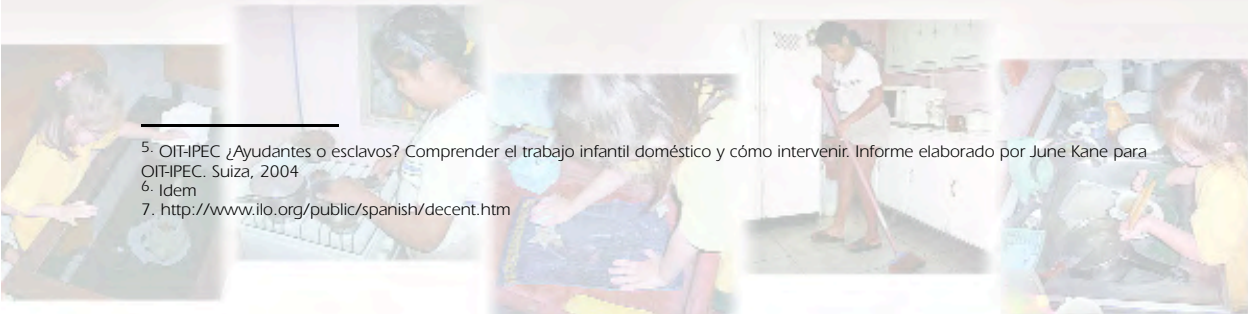 5. OIT-IPEC ¿Ayudantes o esclavos? Comprender el trabajo infantil doméstico y cómo intervenir. Informe elaborado por June Kane para
OIT-IPEC. Suiza, 2004
6. Idem
7. http://www.ilo.org/public/spanish/decent.htm